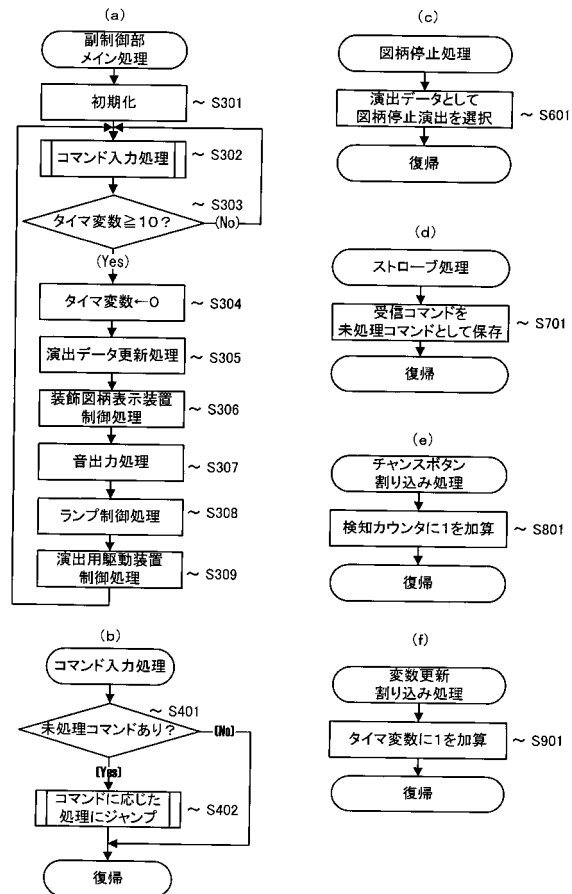 (a)
副制御部
メイン処理
初期化
～ S301
コマンド入力処理
～ S302
タイマ変数≧10?
～ S303
(No)
(Yes)
タイマ変数←0
～ S304
演出データ更新処理
～ S305
装飾図柄表示装置
制御処理
～ S306
音出力処理
～ S307
ランプ制御処理
～ S308
演出用駆動装置
制御処理
～ S309
(b)
コマンド入力処理
～ S401
未処理コマンドあり?
[No]
[Yes]
コマンドに応じた
処理にジャンプ
～ S402
復帰
(c)
図柄停止処理
演出データとして
図柄停止演出を選択
～ S601
復帰
(d)
ストローブ処理
受信コマンドを
未処理コマンドとして保存
～ S701
復帰
(e)
チャンスボタン
割り込み処理
検知カウンタに1を加算
～ S801
復帰
(f)
変数更新
割り込み処理
タイマ変数に1を加算
～ S901
復帰